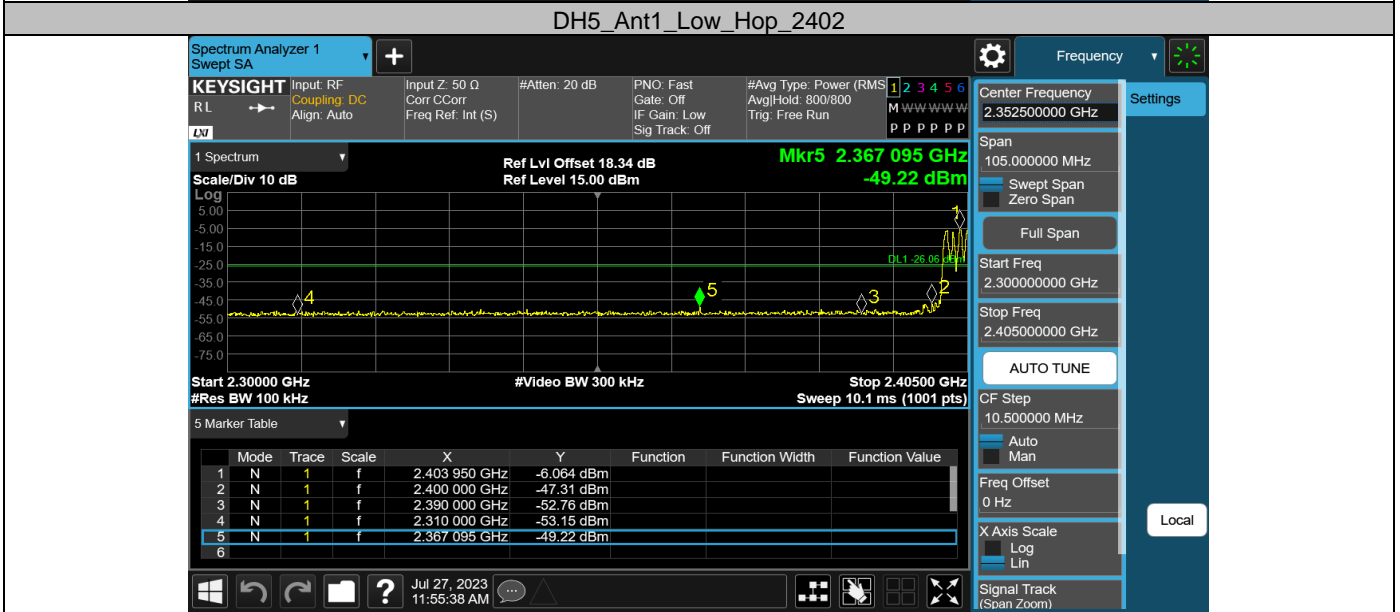 DH5_Ant1_Low_Hop_2402
Spectrum Analyzer 1
Swept SA
+
Frequency
KEYSIGHT
RL
LXI
Input: RF
Coupling: DC
Align: Auto
Input Z: 50 Ω
Corr CCorr
Freq Ref: Int (S)
#Atten: 20 dB
PNO: Fast
Gate: Off
IF Gain: Low
Sig Track: Off
#Avg Type: Power (RMS
Avg|Hold: 800/800
Trig: Free Run
1 2 3 4 5 6
M W W W W W
P P P P P P
1 Spectrum
Scale/Div 10 dB
Ref Lvl Offset 18.34 dB
Ref Level 15.00 dBm
Mkr5 2.367 095 GHz
-49.22 dBm
Log
5.00
-5.00
-15.0
-25.0
-35.0
-45.0
-55.0
-65.0
-75.0
DL1 -26.06 dBm
1
2
3
4
5
Start 2.30000 GHz
#Res BW 100 kHz
#Video BW 300 kHz
Stop 2.40500 GHz
Sweep 10.1 ms (1001 pts)
5 Marker Table
Mode Trace Scale X Y Function Function Width Function Value
1 N 1 f 2.403 950 GHz -6.064 dBm
2 N 1 f 2.400 000 GHz -47.31 dBm
3 N 1 f 2.390 000 GHz -52.76 dBm
4 N 1 f 2.310 000 GHz -53.15 dBm
5 N 1 f 2.367 095 GHz -49.22 dBm
6
?
Jul 27, 2023
11:55:38 AM
Center Frequency
2.352500000 GHz
Settings
Span
105.000000 MHz
Swept Span
Zero Span
Full Span
Start Freq
2.300000000 GHz
Stop Freq
2.405000000 GHz
AUTO TUNE
CF Step
10.500000 MHz
Auto
Man
Freq Offset
0 Hz
Local
X Axis Scale
Log
Lin
Signal Track
(Span Zoom)